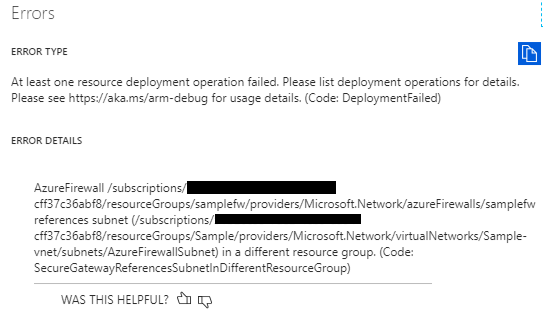 Errors
ERROR TYPE
At least one resource deployment operation failed. Please list deployment operations for details.
Please see https://aka.ms/arm-debug for usage details. (Code: DeploymentFailed)
ERROR DETAILS
AzureFirewall /subscriptions/
cff37c36abf8/resourceGroups/samplefw/providers/Microsoft.Network/azureFirewalls/samplefw
references subnet (/subscriptions/
cff37c36abf8/resourceGroups/Sample/providers/Microsoft.Network/virtualNetworks/Sample-
vnet/subnets/AzureFirewallSubnet) in a different resource group. (Code:
SecureGatewayReferencesSubnetInDifferentResourceGroup)
WAS THIS HELPFUL?